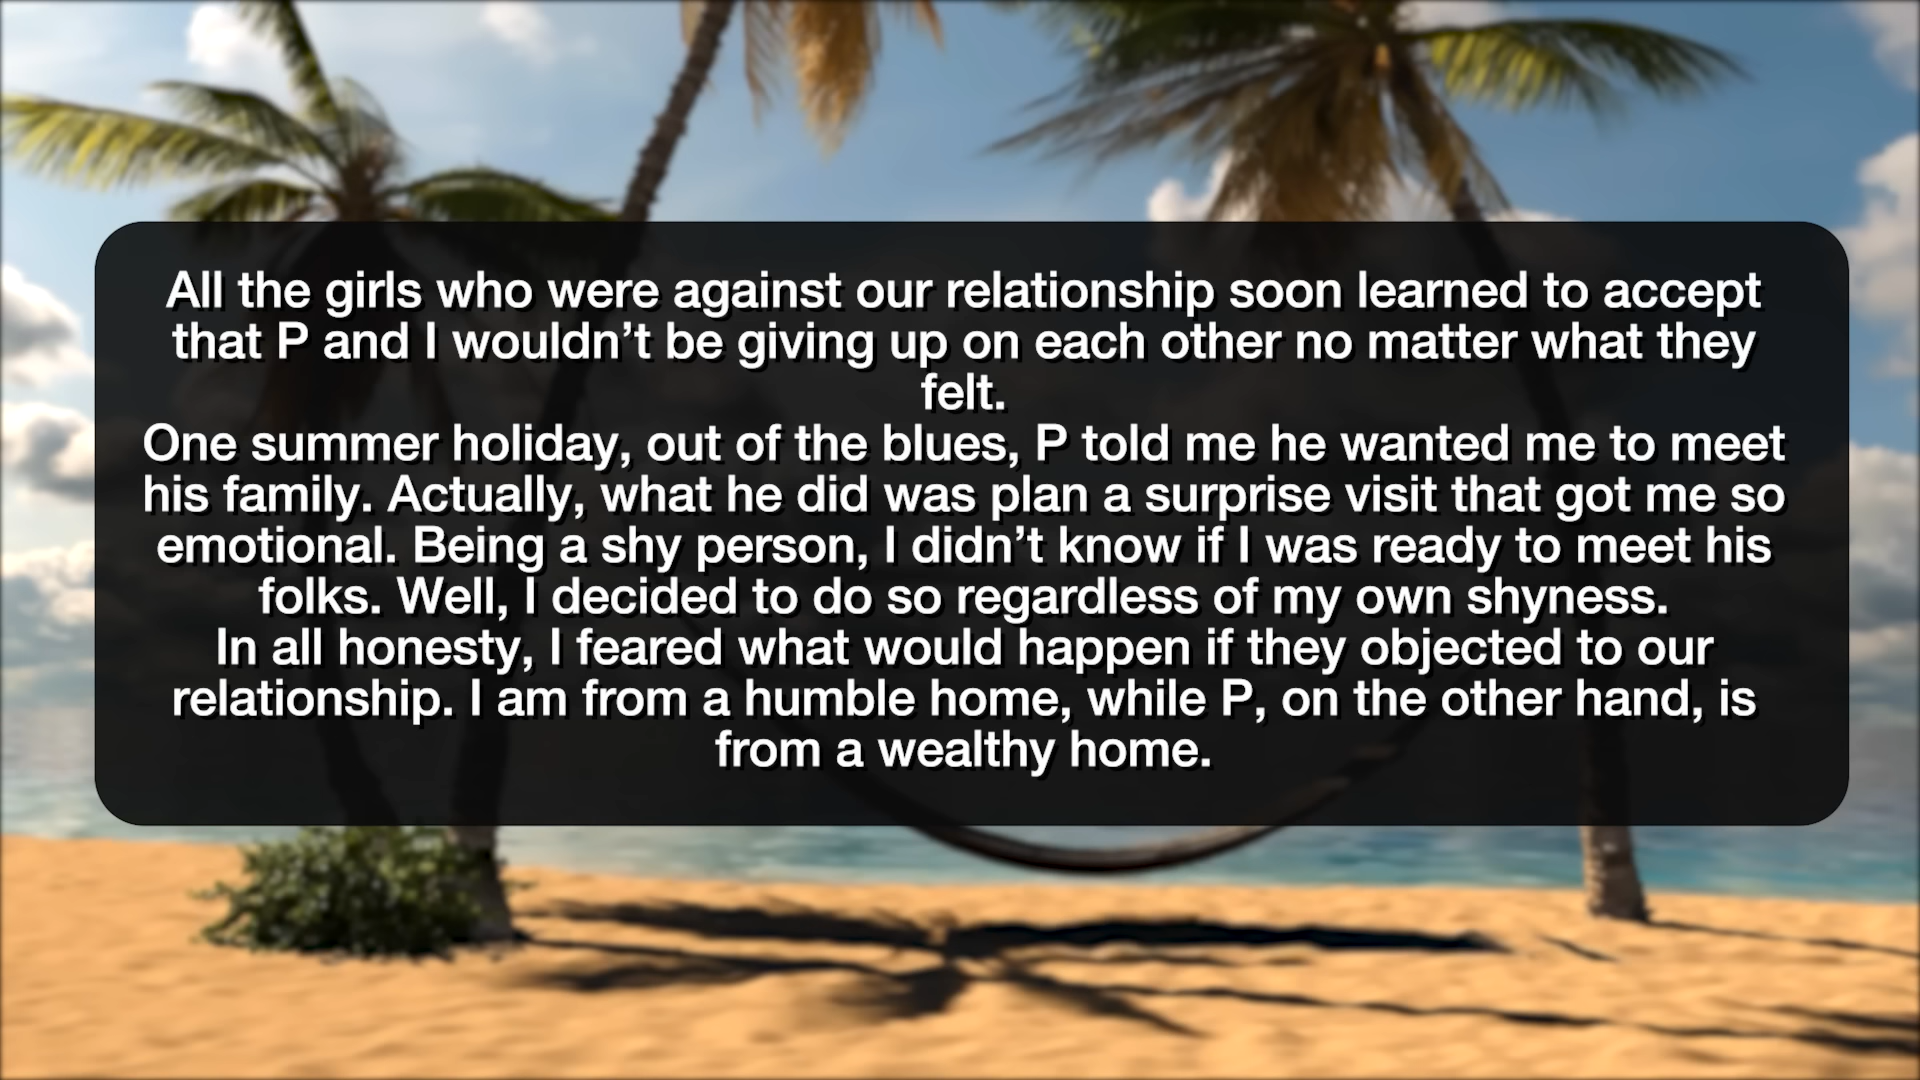 All the girls who were against our relationship soon learned to accept
that P and I wouldn’t be giving up on each other no matter what they
felt.
One summer holiday, out of the blues, P told me he wanted me to meet
his family. Actually, what he did was plan a surprise visit that got me so
emotional. Being a shy person, I didn’t know if I was ready to meet his
folks. Well, I decided to do so regardless of my own shyness.
In all honesty, I feared what would happen if they objected to our
relationship. I am from a humble home, while P, on the other hand, is
from a wealthy home.